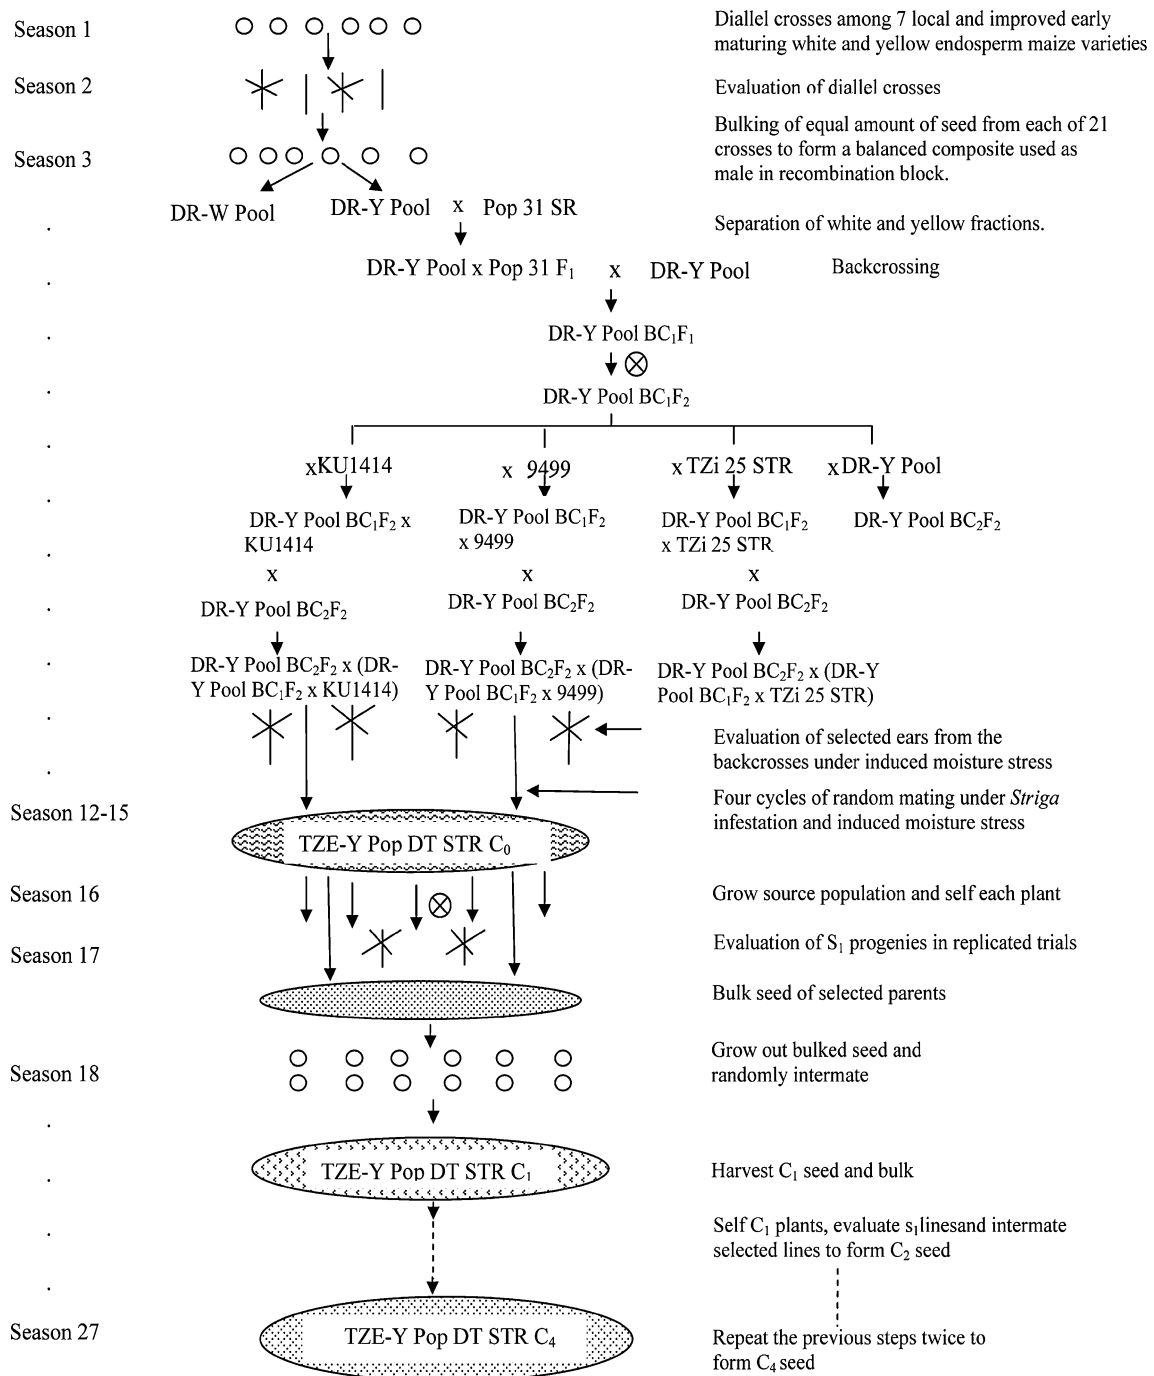 Season 1
Diallel crosses among 7 local and improved early
maturing white and yellow endosperm maize varieties
Season 2
Evaluation of diallel crosses
Season 3
Bulking of equal amount of seed from each of 21
crosses to form a balanced composite used as
male in recombination block.
DR-W Pool
DR-Y Pool x Pop 31 SR
Separation of white and yellow fractions.
DR-Y Pool x Pop 31 F₁ x DR-Y Pool
Backcrossing
DR-Y Pool BC₁F₁
DR-Y Pool BC₁F₂
xKU1414
x 9499
x TZi 25 STR
xDR-Y Pool
DR-Y Pool BC₁F₂ x
KU1414
DR-Y Pool BC₁F₂
x 9499
DR-Y Pool BC₁F₂
x TZi 25 STR
DR-Y Pool BC₂F₂
x
x
x
DR-Y Pool BC₂F₂
DR-Y Pool BC₂F₂
DR-Y Pool BC₂F₂
DR-Y Pool BC₂F₂ x (DR-
Y Pool BC₁F₂ x KU1414)
DR-Y Pool BC₂F₂ x (DR-
Y Pool BC₁F₂ x 9499)
DR-Y Pool BC₂F₂ x (DR-Y
Pool BC₁F₂ x TZi 25 STR)
Evaluation of selected ears from the
backcrosses under induced moisture stress
Season 12-15
Four cycles of random mating under Striga
infestation and induced moisture stress
TZE-Y Pop DT STR C₀
Season 16
Grow source population and self each plant
Season 17
Evaluation of S₁ progenies in replicated trials
Bulk seed of selected parents
Season 18
Grow out bulked seed and
randomly intermate
TZE-Y Pop DT STR C₁
Harvest C₁ seed and bulk
Self C₁ plants, evaluate s₁linesand intermate
selected lines to form C₂ seed
Season 27
TZE-Y Pop DT STR C₄
Repeat the previous steps twice to
form C₄ seed